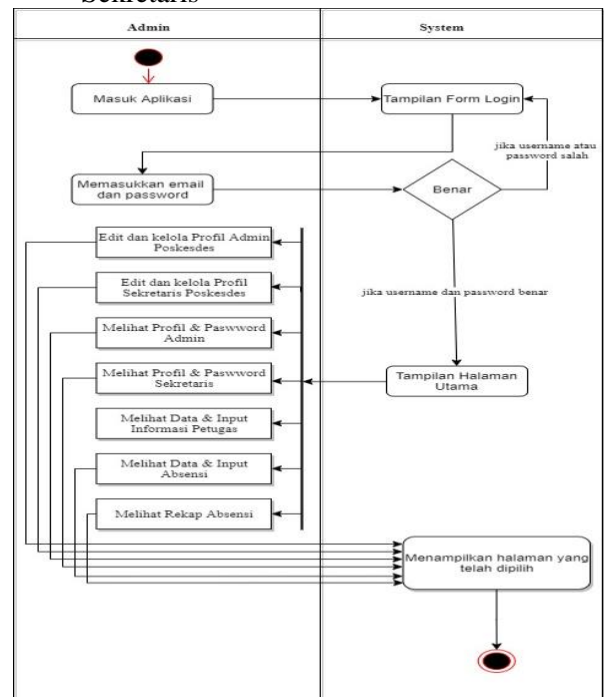 Sekretaris
Admin
System
Masuk Aplikasi
Tampilan Form Login
jika username atau
password salah
Memasukkan email
dan password
Benar
Edit dan kelola Profil Admin
Poskesdes
Edit dan kelola Profil
Sekretaris Poskesdes
jika username dan password benar
Melihat Profil & Paswword
Admin
Melihat Profil & Paswword
Sekretaris
Tampilan Halaman
Utama
Melihat Data & Input
Informasi Petugas
Melihat Data & Input
Absensi
Melihat Rekap Absensi
Menampilkan halaman yang
telah dipilih